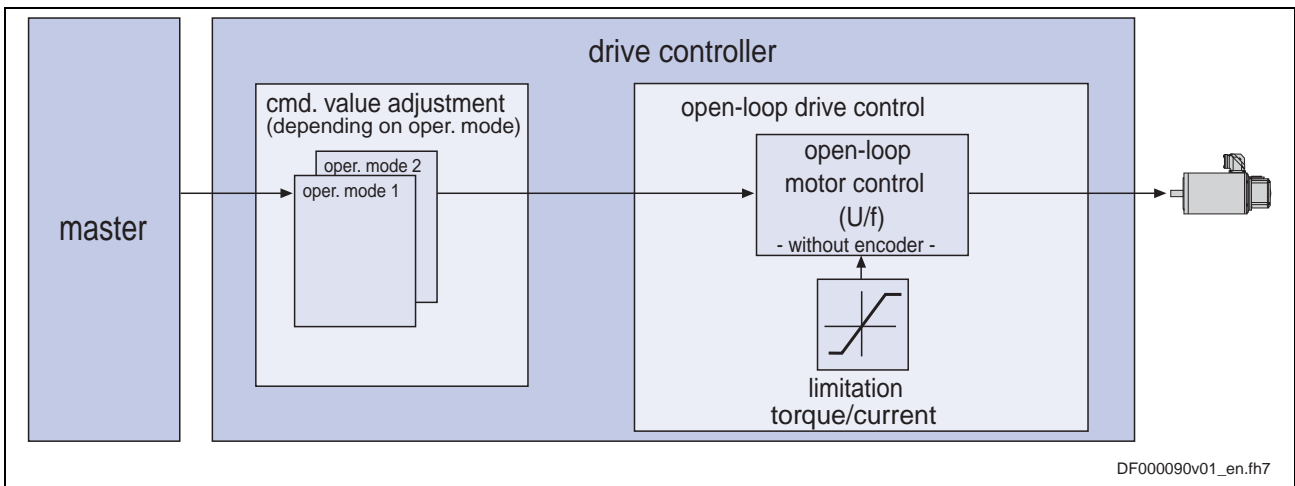 master
drive controller
cmd. value adjustment
(depending on oper. mode)
oper. mode 2
oper. mode 1
open-loop drive control
open-loop
motor control
(U/f)
- without encoder -
limitation
torque/current
DF000090v01_en.fh7